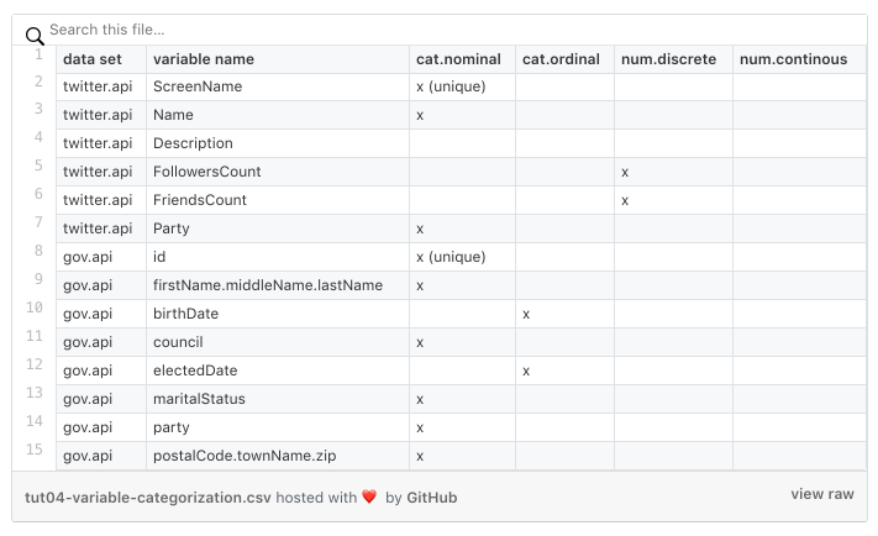 Search this file...
1 data set variable name cat.nominal cat.ordinal num.discrete num.continous
2 twitter.api ScreenName x (unique)
3 twitter.api Name x
4 twitter.api Description
5 twitter.api FollowersCount x
6 twitter.api FriendsCount x
7 twitter.api Party x
8 gov.api id x (unique)
9 gov.api firstName.middleName.lastName x
10 gov.api birthDate x
11 gov.api council x
12 gov.api electedDate x
13 gov.api maritalStatus x
14 gov.api party x
15 gov.api postalCode.townName.zip x
tut04-variable-categorization.csv hosted with ❤ by GitHub view raw